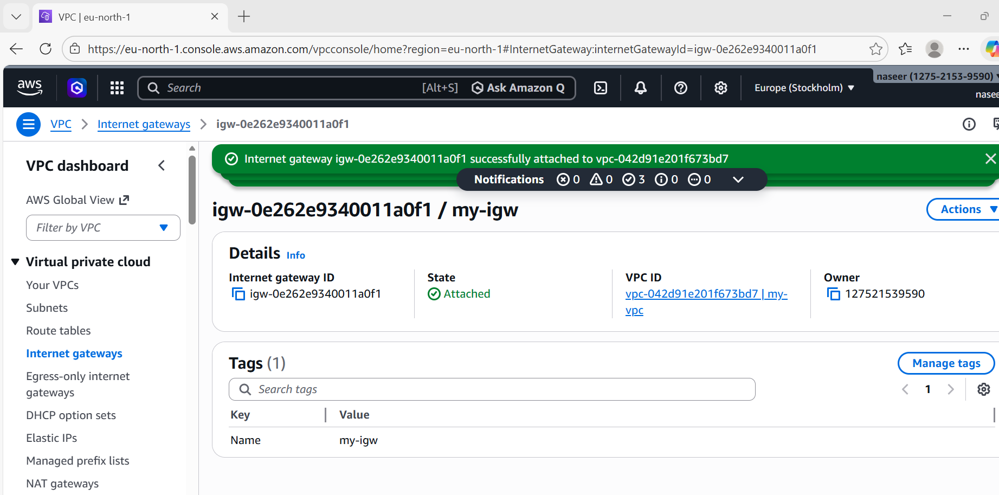 VPC | eu-north-1
https://eu-north-1.console.aws.amazon.com/vpcconsole/home?region=eu-north-1#InternetGateway:internetGatewayId=igw-0e262e9340011a0f1
aws
Search
[Alt+S]
Ask Amazon Q
Europe (Stockholm)
naseer (1275-2153-9590)
nasee
VPC
Internet gateways
igw-0e262e9340011a0f1
VPC dashboard
AWS Global View
Filter by VPC
Virtual private cloud
Your VPCs
Subnets
Route tables
Internet gateways
Egress-only internet
gateways
DHCP option sets
Elastic IPs
Managed prefix lists
NAT gateways
Internet gateway igw-0e262e9340011a0f1 successfully attached to vpc-042d91e201f673bd7
Notifications 0 0 3 0 0
igw-0e262e9340011a0f1 / my-igw
Actions
Details Info
Internet gateway ID
igw-0e262e9340011a0f1
State
Attached
VPC ID
vpc-042d91e201f673bd7 | my-
vpc
Owner
127521539590
Tags (1)
Manage tags
Search tags
1
Key Value
Name my-igw